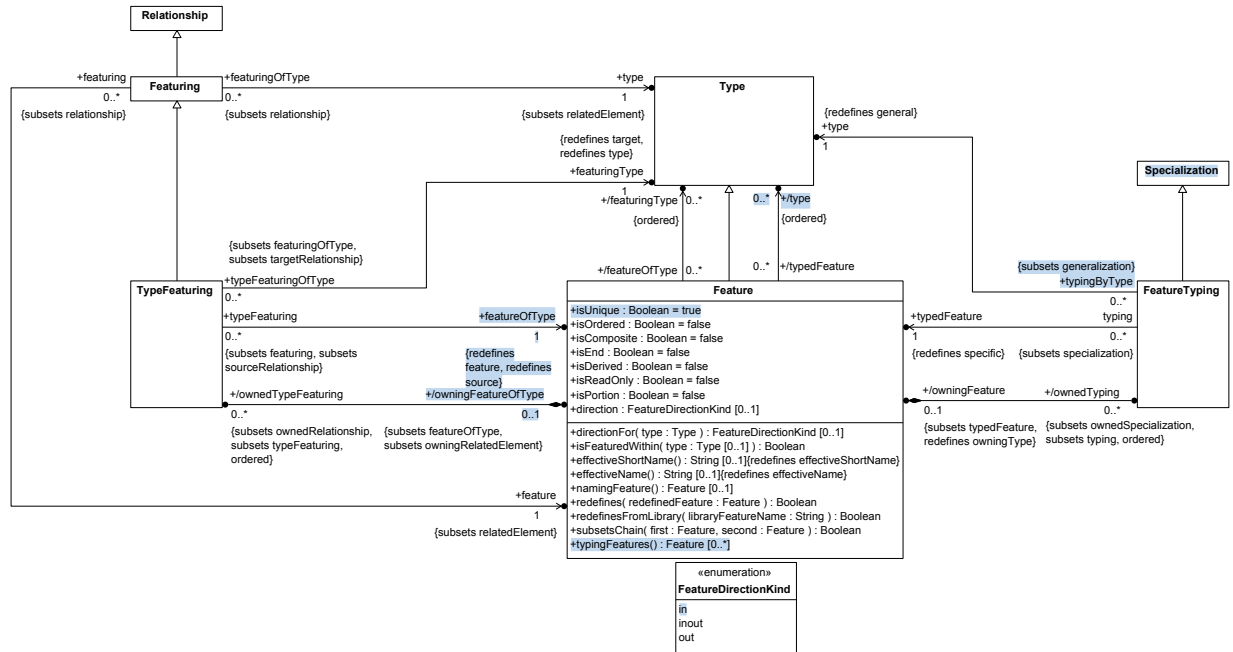 Relationship
+featuring
0..*
{subsets relationship}
Featuring
+featuringOfType
0..*
{subsets relationship}
+type
1
{subsets relatedElement}
Type
{redefines general}
+type
1
{redefines target,
redefines type}
+featuringType
1
Specialization
+/featuringType
0..*
{ordered}
0..*
+/type
{ordered}
{subsets featuringOfType,
subsets targetRelationship}
+typeFeaturingOfType
0..*
+/featureOfType
0..*
0..*
+/typedFeature
{subsets generalization}
+typingByType
0..*
TypeFeaturing
Feature
FeatureTyping
+typeFeaturing
0..*
{subsets featuring, subsets
sourceRelationship}
+featureOfType
1
{redefines
feature, redefines
source}
+isUnique : Boolean = true
+isOrdered : Boolean = false
+isComposite : Boolean = false
+isEnd : Boolean = false
+isDerived : Boolean = false
+isReadOnly : Boolean = false
+isPortion : Boolean = false
+direction : FeatureDirectionKind [0..1]
+typedFeature
1
{redefines specific}
typing
0..*
{subsets specialization}
+/ownedTypeFeaturing
0..*
{subsets ownedRelationship,
subsets typeFeaturing,
ordered}
+/owningFeatureOfType
0..1
{subsets featureOfType,
subsets owningRelatedElement}
+/owningFeature
0..1
{subsets typedFeature,
redefines owningType}
+/ownedTyping
0..*
{subsets ownedSpecialization,
subsets typing, ordered}
+directionFor( type : Type ) : FeatureDirectionKind [0..1]
+isFeaturedWithin( type : Type [0..1] ) : Boolean
+effectiveShortName() : String [0..1]{redefines effectiveShortName}
+effectiveName() : String [0..1]{redefines effectiveName}
+namingFeature() : Feature [0..1]
+redefines( redefinedFeature : Feature ) : Boolean
+redefinesFromLibrary( libraryFeatureName : String ) : Boolean
+subsetsChain( first : Feature, second : Feature ) : Boolean
+typingFeatures() : Feature [0..*]
+feature
1
{subsets relatedElement}
«enumeration»
FeatureDirectionKind
in
inout
out